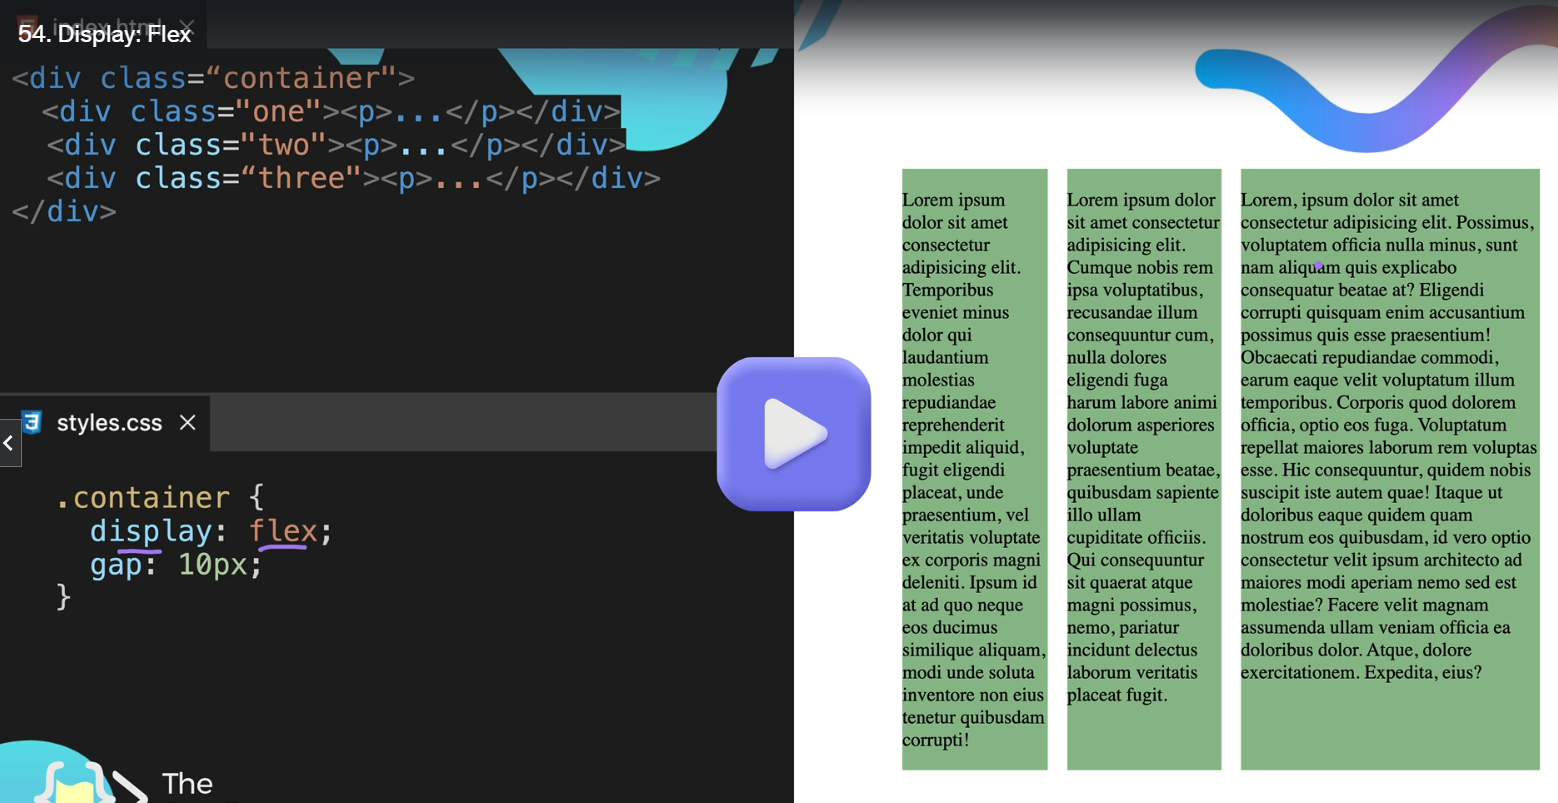 index.html
54. Display: Flex
<div class=“container">
<div class="one"><p>...</p></div>
<div class="two"><p>...</p></div>
<div class=“three"><p>...</p></div>
</div>
styles.css
.container {
display: flex;
gap: 10px;
}
The
Lorem ipsum
dolor sit amet
consectetur
adipisicing elit.
Temporibus
eveniet minus
dolor qui
laudantium
molestias
repudiandae
reprehenderit
impedit aliquid,
fugit eligendi
placeat, unde
praesentium, vel
veritatis voluptate
ex corporis magni
deleniti. Ipsum id
at ad quo neque
eos ducimus
similique aliquam,
modi unde soluta
inventore non eius
tenetur quibusdam
corrupti!
Lorem ipsum dolor
sit amet consectetur
adipisicing elit.
Cumque nobis rem
ipsa voluptatibus,
recusandae illum
consequuntur cum,
nulla dolores
eligendi fuga
harum labore animi
dolorum asperiores
voluptate
praesentium beatae,
quibusdam sapiente
illo ullam
cupiditate officiis.
Qui consequuntur
sit quaerat atque
magni possimus,
nemo, pariatur
incidunt delectus
laborum veritatis
placeat fugit.
Lorem, ipsum dolor sit amet
consectetur adipisicing elit. Possimus,
voluptatem officia nulla minus, sunt
nam aliquam quis explicabo
consequatur beatae at? Eligendi
corrupti quisquam enim accusantium
possimus quis esse praesentium!
Obcaecati repudiandae commodi,
earum eaque velit voluptatum illum
temporibus. Corporis quod dolorem
officia, optio eos fuga. Voluptatum
repellat maiores laborum rem voluptas
esse. Hic consequuntur, quidem nobis
suscipit iste autem quae! Itaque ut
doloribus eaque quidem quam
nostrum eos quibusdam, id vero optio
consectetur velit ipsum architecto ad
maiores modi aperiam nemo sed est
molestiae? Facere velit magnam
assumenda ullam veniam officia ea
doloribus dolor. Atque, dolore
exercitationem. Expedita, eius?